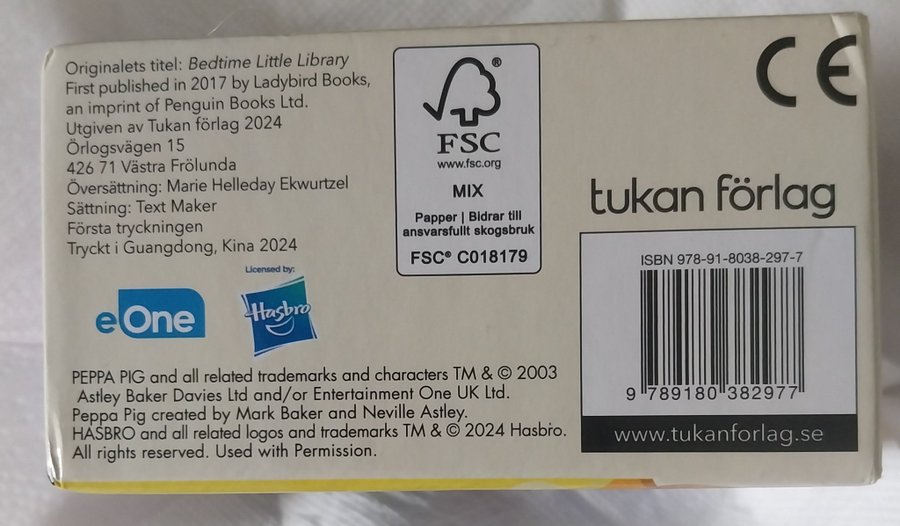 Originalets titel: Bedtime Little Library
First published in 2017 by Ladybird Books,
an imprint of Penguin Books Ltd.
Utgiven av Tukan förlag 2024
Örlogsvägen 15
426 71 Västra Frölunda
Översättning: Marie Helleday Ekwurtzel
Sättning: Text Maker
Första tryckningen
Tryckt i Guangdong, Kina 2024
eOne
Licensed by:
Hasbro
PEPPA PIG and all related trademarks and characters TM & © 2003
Astley Baker Davies Ltd and/or Entertainment One UK Ltd.
Peppa Pig created by Mark Baker and Neville Astley.
HASBRO and all related logos and trademarks TM & © 2024 Hasbro.
All rights reserved. Used with Permission.
®
FSC
www.fsc.org
MIX
Papper | Bidrar till
ansvarsfullt skogsbruk
FSC® C018179
CE
tukan förlag
ISBN 978-91-8038-297-7
9 789180 382977
www.tukanforlag.se